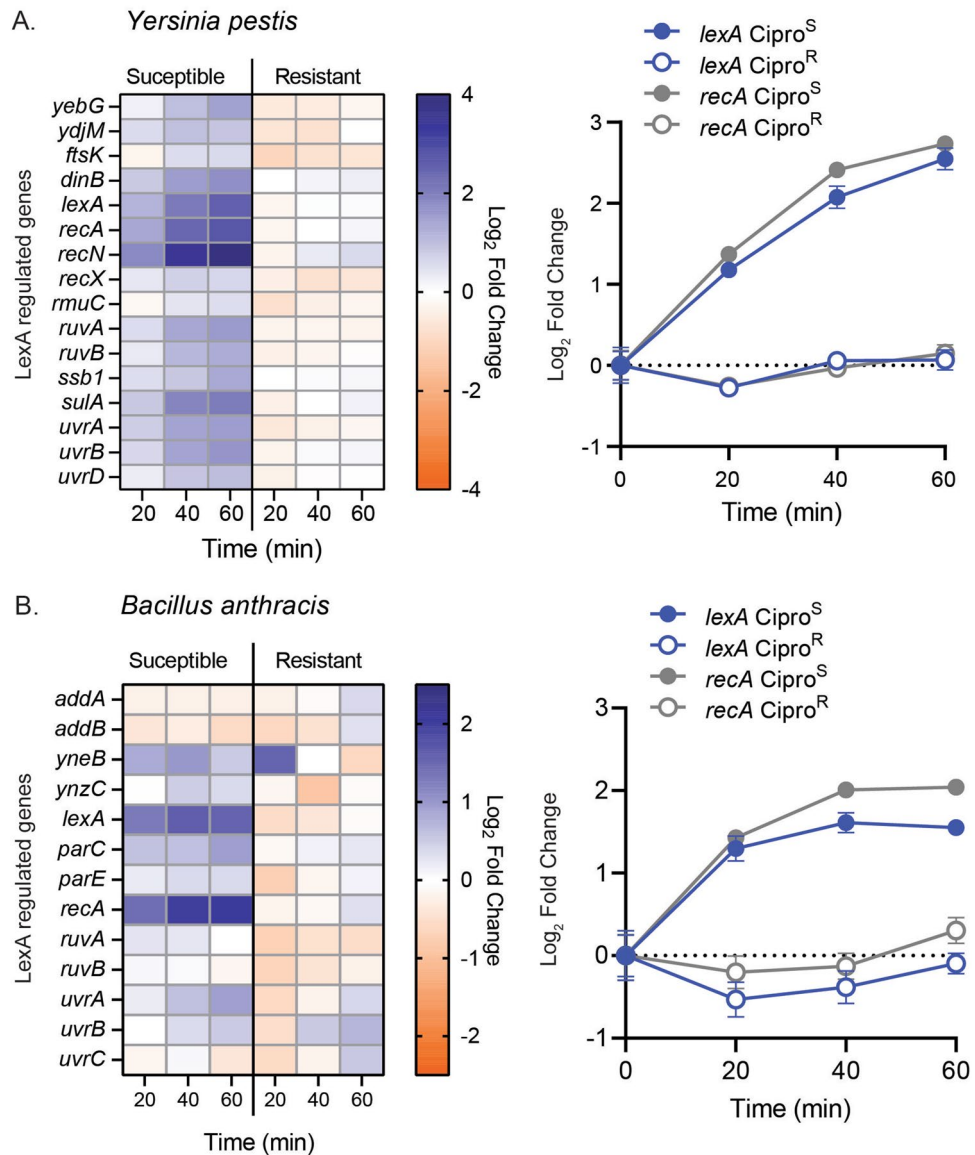 A.
Yersinia pestis
Suceptible
Resistant
LexA regulated genes
yebG
ydjM
ftsK
dinB
lexA
recA
recN
recX
rmuC
ruvA
ruvB
ssb1
sulA
uvrA
uvrB
uvrD
20 40 60 20 40 60
Time (min)
4
2
0
-2
-4
Log2 Fold Change
lexA CiproS
lexA CiproR
recA CiproS
recA CiproR
Log2 Fold Change
3
2
1
0
-1
0 20 40 60
Time (min)
B.
Bacillus anthracis
Suceptible
Resistant
LexA regulated genes
addA
addB
yneB
ynzC
lexA
parC
parE
recA
ruvA
ruvB
uvrA
uvrB
uvrC
20 40 60 20 40 60
Time (min)
2
1
0
-1
-2
Log2 Fold Change
lexA CiproS
lexA CiproR
recA CiproS
recA CiproR
Log2 Fold Change
3
2
1
0
-1
0 20 40 60
Time (min)